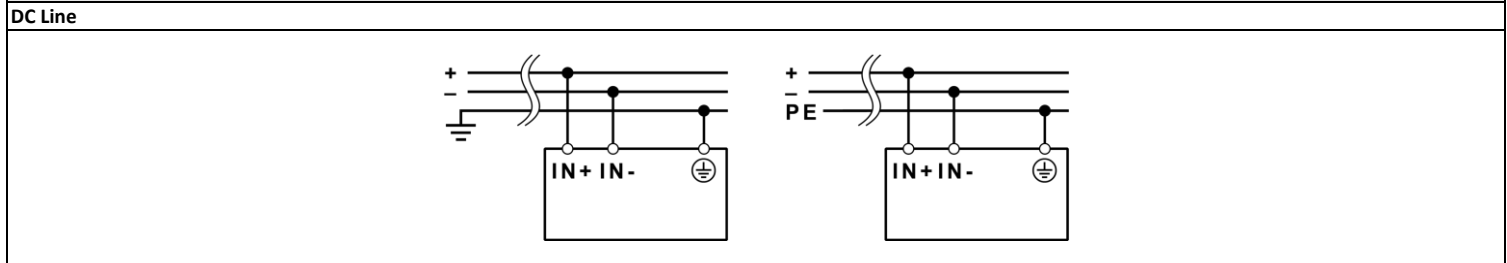 DC Line
+
–
IN+ IN-
+
–
PE
IN+ IN-